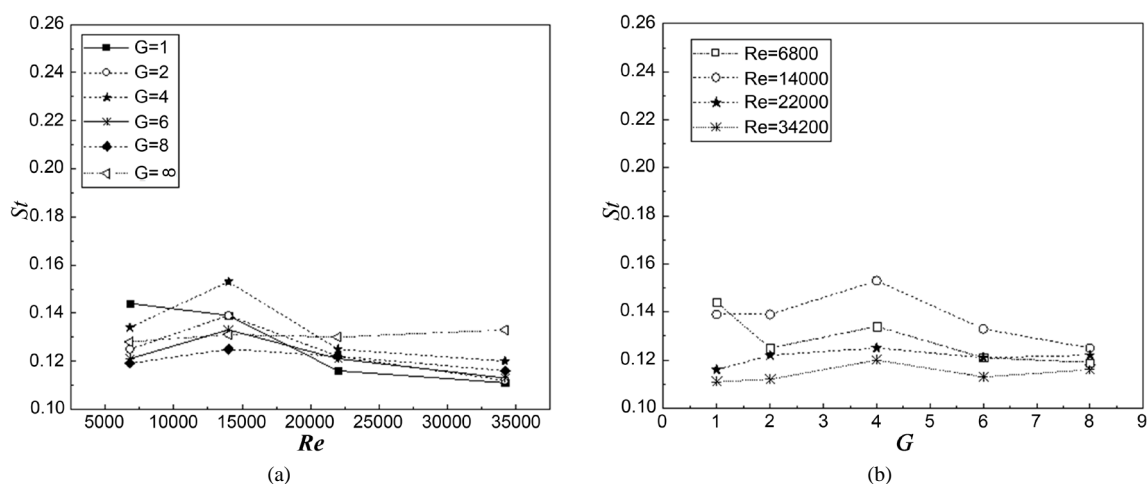 0.26
0.24
0.22
0.20
0.18
0.16
0.14
0.12
0.10
St
G=1
G=2
G=4
G=6
G=8
G=∞
5000 10000 15000 20000 25000 30000 35000
Re
(a)
0.26
0.24
0.22
0.20
0.18
0.16
0.14
0.12
0.10
St
Re=6800
Re=14000
Re=22000
Re=34200
0 1 2 3 4 5 6 7 8 9
G
(b)